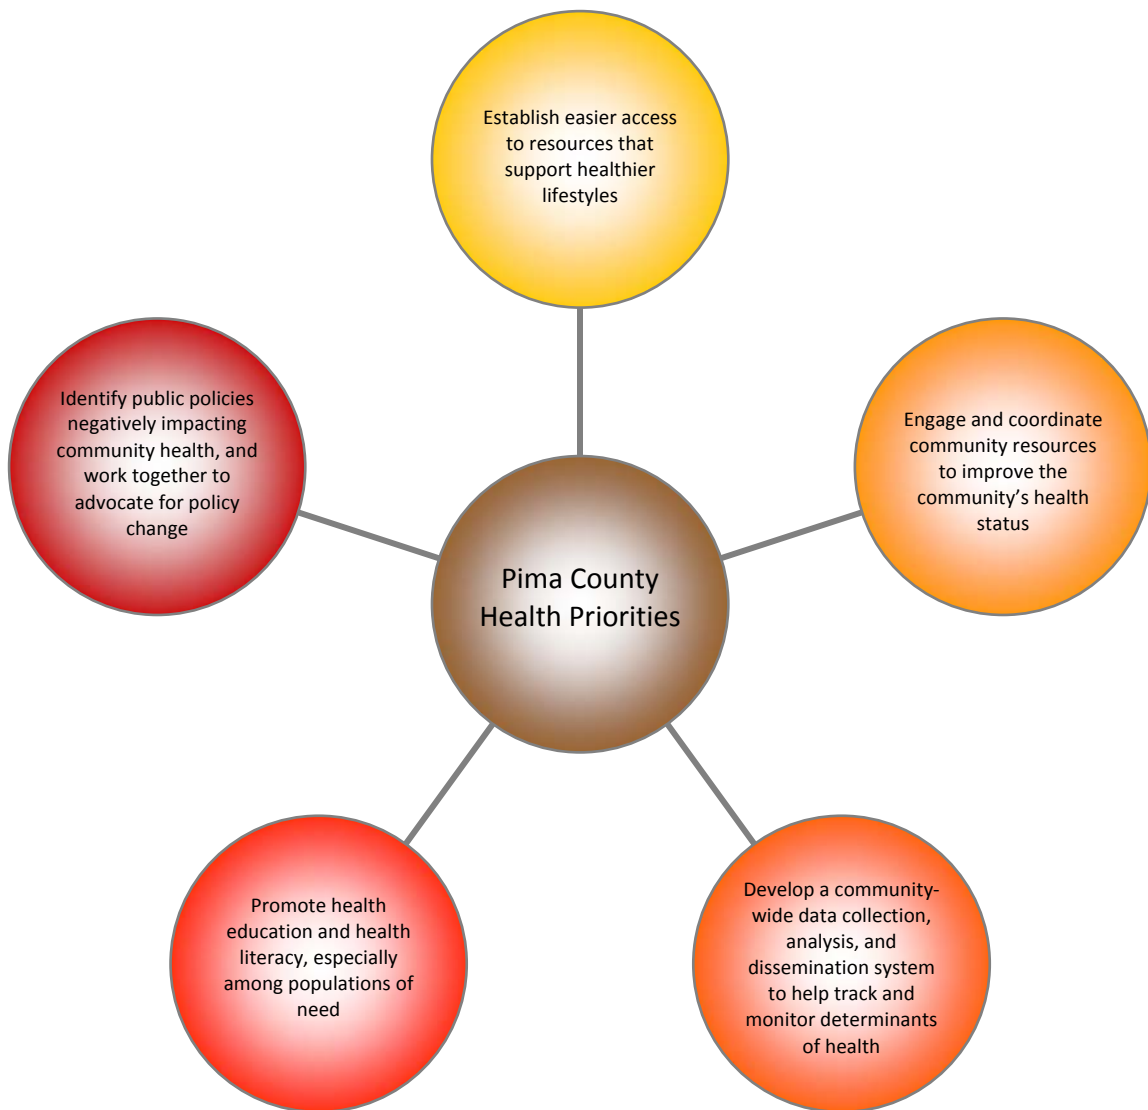 Establish easier access
to resources that
support healthier
lifestyles
Identify public policies
negatively impacting
community health, and
work together to
advocate for policy
change
Engage and coordinate
community resources
to improve the
community’s health
status
Pima County
Health Priorities
Promote health
education and health
literacy, especially
among populations of
need
Develop a community-
wide data collection,
analysis, and
dissemination system
to help track and
monitor determinants
of health